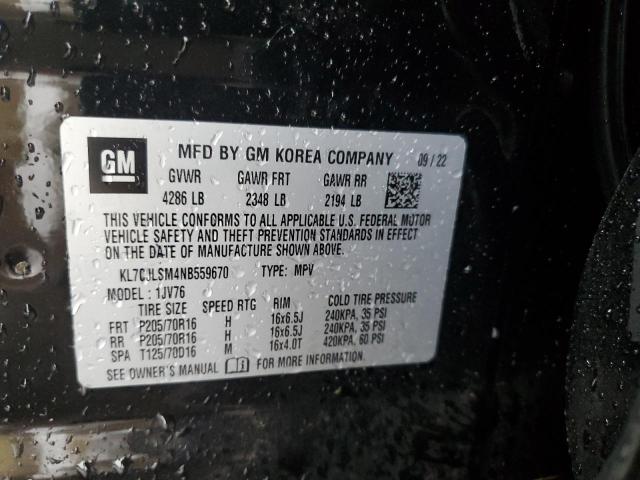 GM MFD BY GM KOREA COMPANY 09/22
GVWR GAWR FRT GAWR RR
4286 LB 2348 LB 2194 LB
THIS VEHICLE CONFORMS TO ALL APPLICABLE U.S. FEDERAL MOTOR
VEHICLE SAFETY AND THEFT PREVENTION STANDARDS IN EFFECT
ON THE DATE OF MANUFACTURE SHOWN ABOVE.
KL7CJLSM4NB559670 TYPE: MPV
MODEL: 1JV76
TIRE SIZE SPEED RTG RIM COLD TIRE PRESSURE
FRT P205/70R16 H 16x6.5J 240KPA, 35 PSI
RR P205/70R16 H 16x6.5J 240KPA, 35 PSI
SPA T125/70D16 M 16x4.0T 420KPA, 60 PSI
SEE OWNER'S MANUAL FOR MORE INFORMATION.